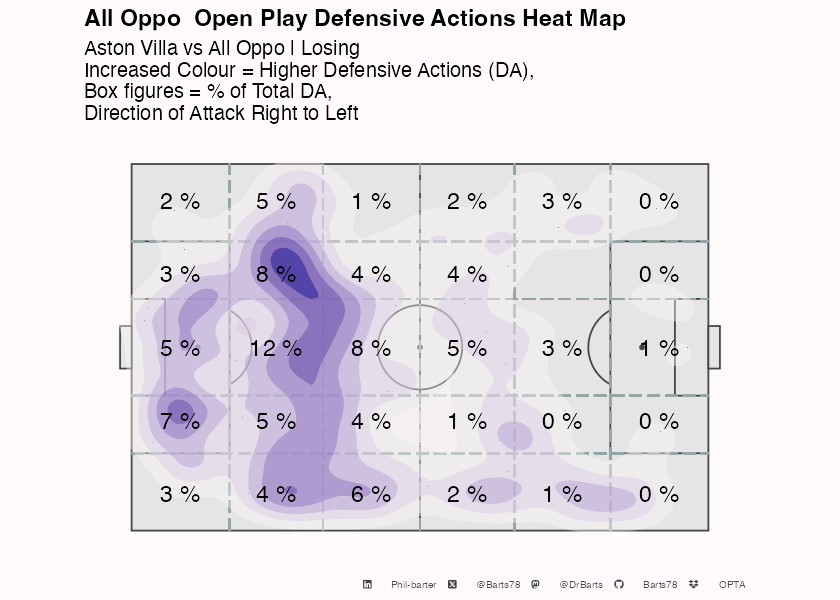 All Oppo  Open Play Defensive Actions Heat Map
Aston Villa vs All Oppo l Losing
Increased Colour = Higher Defensive Actions (DA),
Box figures = % of Total DA,
Direction of Attack Right to Left
2 % 5 % 1 % 2 % 3 % 0 %
3 % 8 % 4 % 4 % 0 %
5 % 12 % 8 % 5 % 3 % 1 %
7 % 5 % 4 % 1 % 0 % 0 %
3 % 4 % 6 % 2 % 1 % 0 %
Phil-barter @Barts78 @DrBarts Barts78 OPTA